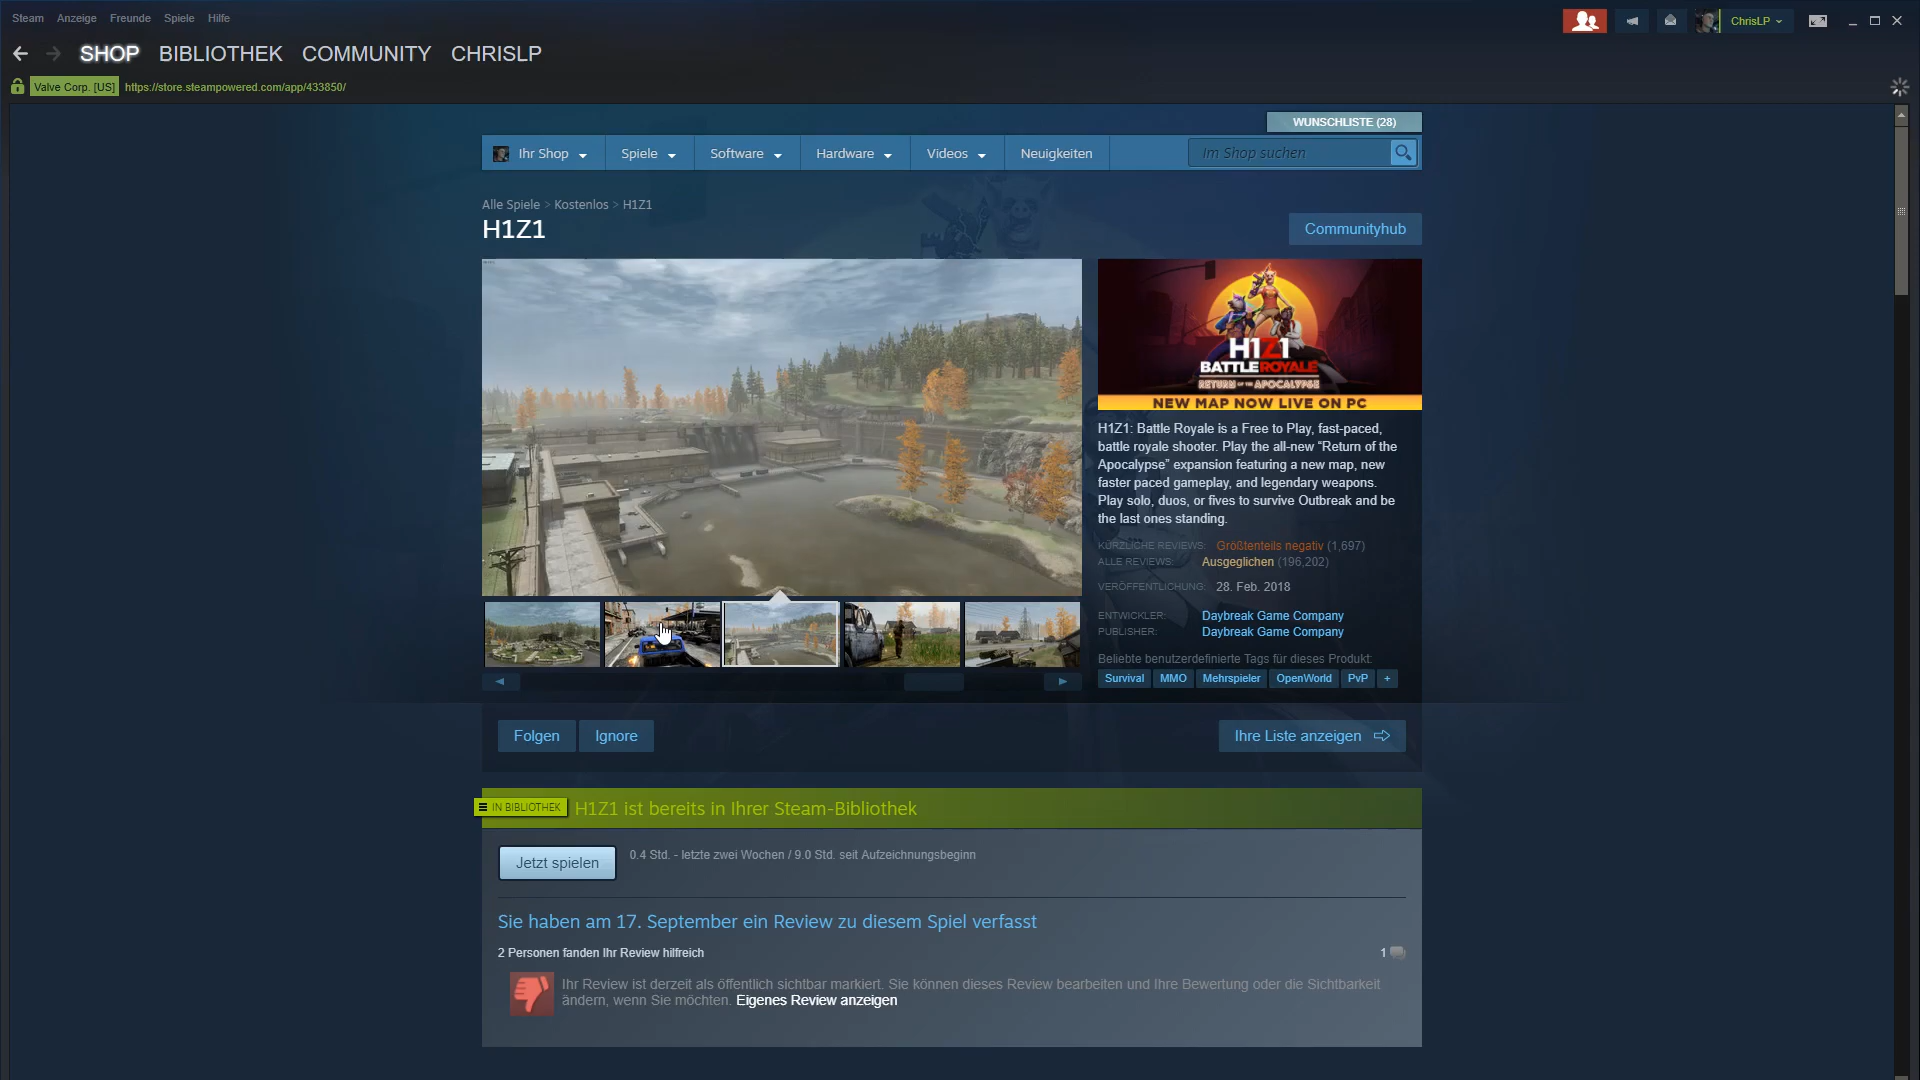 Steam Anzeige Freunde Spiele Hilfe
ChrisLP
SHOP BIBLIOTHEK COMMUNITY CHRISLP
Valve Corp. [US] https://store.steampowered.com/app/433850/
WUNSCHLISTE (28)
Ihr Shop Spiele Software Hardware Videos Neuigkeiten Im Shop suchen
Alle Spiele > Kostenlos > H1Z1
H1Z1
Communityhub
H1Z1
BATTLE ROYALE
RETURN OF THE APOCALYPSE
NEW MAP NOW LIVE ON PC
H1Z1: Battle Royale is a Free to Play, fast-paced,
battle royale shooter. Play the all-new “Return of the
Apocalypse” expansion featuring a new map, new
faster paced gameplay, and legendary weapons.
Play solo, duos, or fives to survive Outbreak and be
the last ones standing.
KÜRZLICHE REVIEWS: Größtenteils negativ (1,697)
ALLE REVIEWS: Ausgeglichen (196,202)
VERÖFFENTLICHUNG: 28. Feb. 2018
ENTWICKLER: Daybreak Game Company
PUBLISHER: Daybreak Game Company
Beliebte benutzerdefinierte Tags für dieses Produkt:
Survival MMO Mehrspieler OpenWorld PvP +
Folgen Ignore Ihre Liste anzeigen
IN BIBLIOTHEK H1Z1 ist bereits in Ihrer Steam-Bibliothek
Jetzt spielen 0.4 Std. - letzte zwei Wochen / 9.0 Std. seit Aufzeichnungsbeginn
Sie haben am 17. September ein Review zu diesem Spiel verfasst
2 Personen fanden Ihr Review hilfreich 1
Ihr Review ist derzeit als öffentlich sichtbar markiert. Sie können dieses Review bearbeiten und Ihre Bewertung oder die Sichtbarkeit
ändern, wenn Sie möchten. Eigenes Review anzeigen